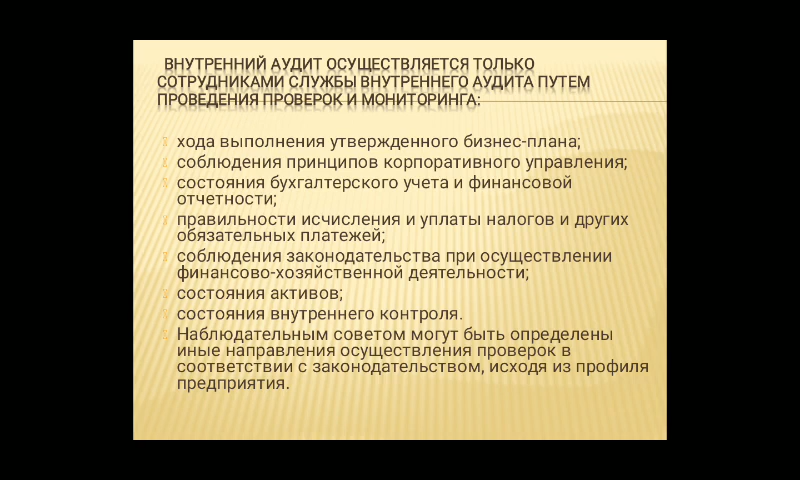 ВНУТРЕННИЙ АУДИТ ОСУЩЕСТВЛЯЕТСЯ ТОЛЬКО
СОТРУДНИКАМИ СЛУЖБЫ ВНУТРЕННЕГО АУДИТА ПУТЕМ
ПРОВЕДЕНИЯ ПРОВЕРОК И МОНИТОРИНГА:
хода выполнения утвержденного бизнес-плана;
соблюдения принципов корпоративного управления;
состояния бухгалтерского учета и финансовой
отчетности;
правильности исчисления и уплаты налогов и других
обязательных платежей;
соблюдения законодательства при осуществлении
финансово-хозяйственной деятельности;
состояния активов;
состояния внутреннего контроля.
Наблюдательным советом могут быть определены
иные направления осуществления проверок в
соответствии с законодательством, исходя из профиля
предприятия.